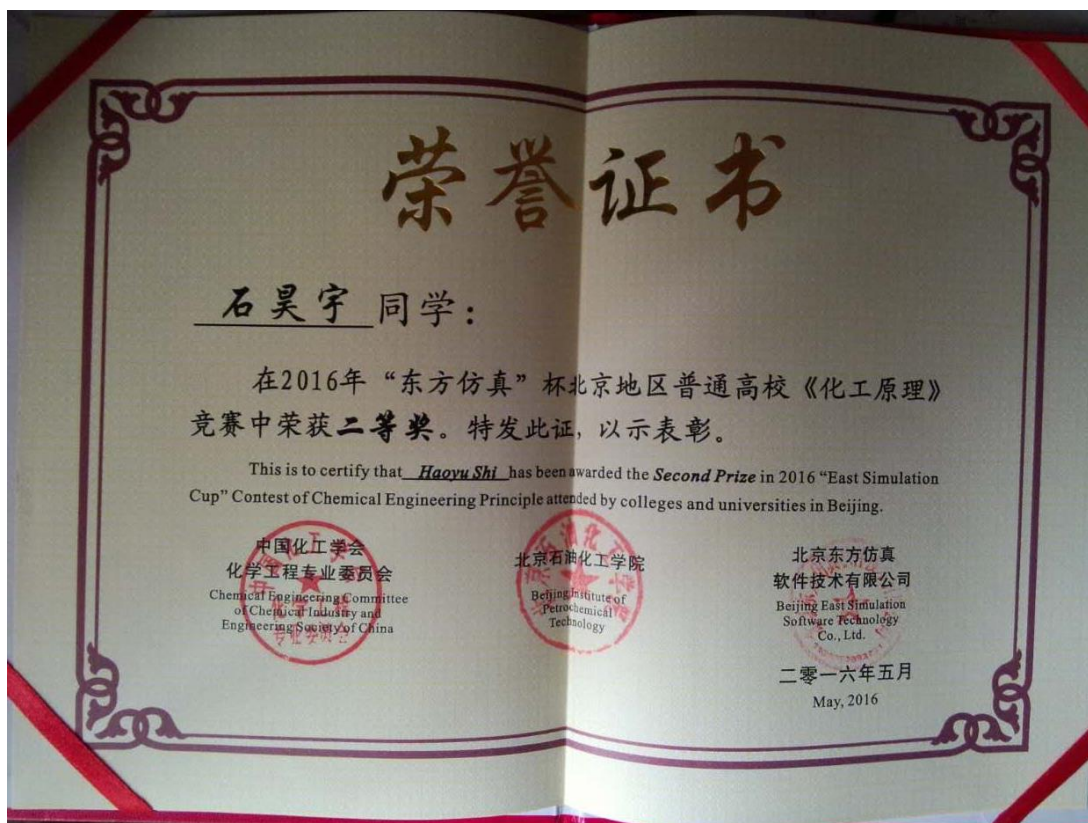 荣誉证书
石昊宇 同学：
在2016年“东方仿真”杯北京地区普通高校《化工原理》
竞赛中荣获二等奖。特发此证，以示表彰。
This is to certify that Haoyu Shi has been awarded the Second Prize in 2016 “East Simulation
Cup” Contest of Chemical Engineering Principle attended by colleges and universities in Beijing.
中国化工学会
化学工程专业委员会
Chemical Engineering Committee
of Chemical Industry and
Engineering Society of China
北京石油化工学院
Beijing Institute of
Petrochemical
Technology
北京东方仿真
软件技术有限公司
Beijing East Simulation
Software Technology
Co., Ltd.
二零一六年五月
May, 2016